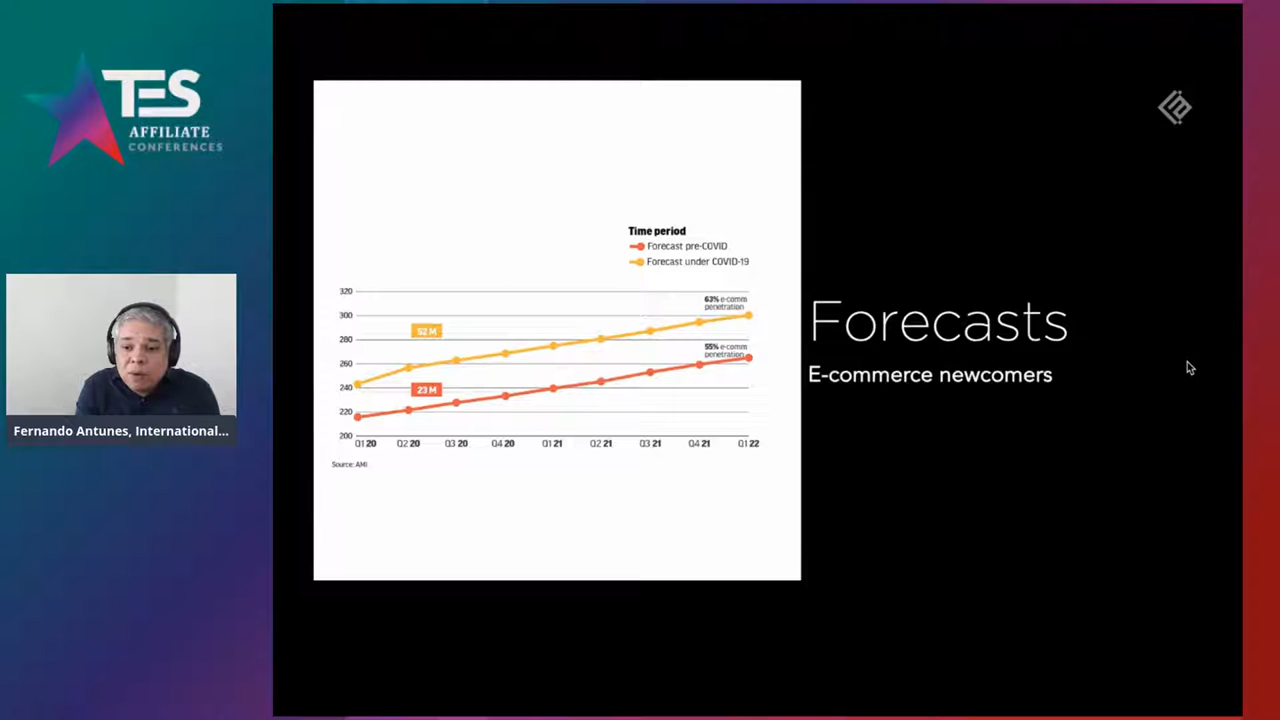 TES
AFFILIATE
CONFERENCES
Fernando Antunes, International...
Time period
Forecast pre-COVID
Forecast under COVID-19
320
300
280
260
240
220
200
52 M
23 M
63% e-comm
penetration
55% e-comm
penetration
Q1 20 Q2 20 Q3 20 Q4 20 Q1 21 Q2 21 Q3 21 Q4 21 Q1 22
Source: AMI
Forecasts
E-commerce newcomers